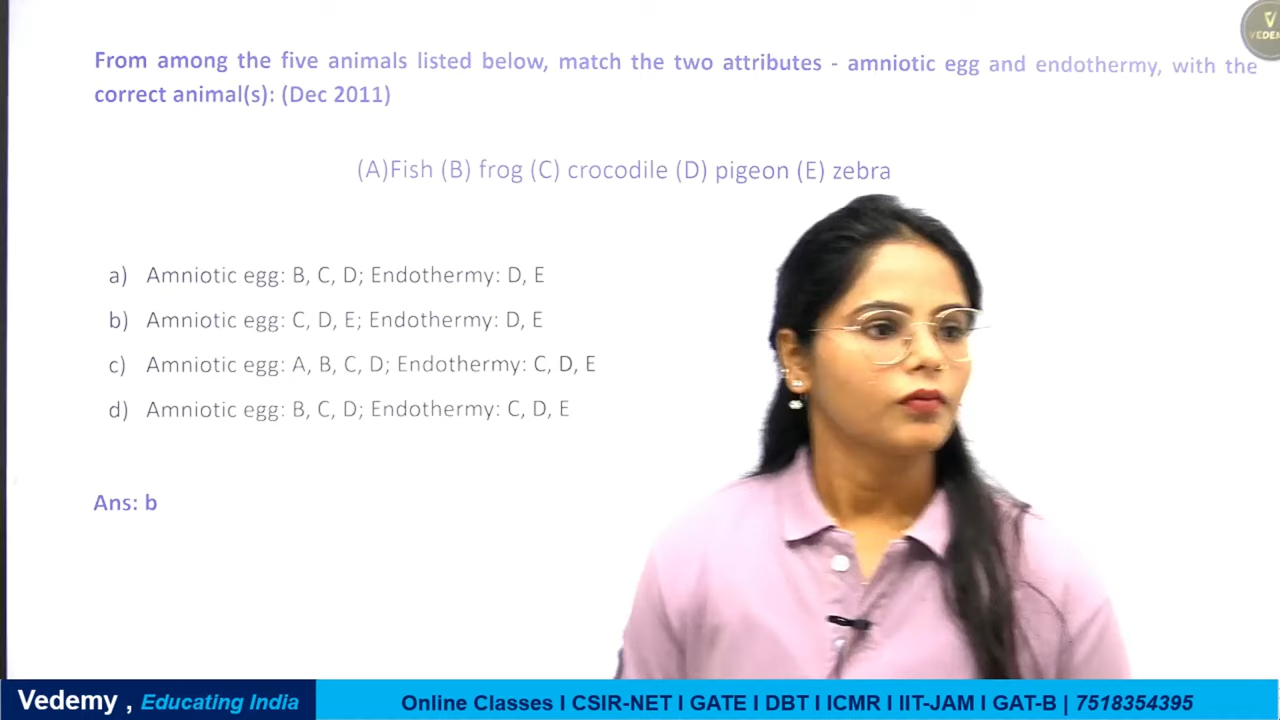 From among the five animals listed below, match the two attributes - amniotic egg and endothermy, with the
correct animal(s): (Dec 2011)
(A)Fish (B) frog (C) crocodile (D) pigeon (E) zebra
a) Amniotic egg: B, C, D; Endothermy: D, E
b) Amniotic egg: C, D, E; Endothermy: D, E
c) Amniotic egg: A, B, C, D; Endothermy: C, D, E
d) Amniotic egg: B, C, D; Endothermy: C, D, E
Ans: b
Vedemy , Educating India
Online Classes I CSIR-NET I GATE I DBT I ICMR I IIT-JAM I GAT-B | 7518354395